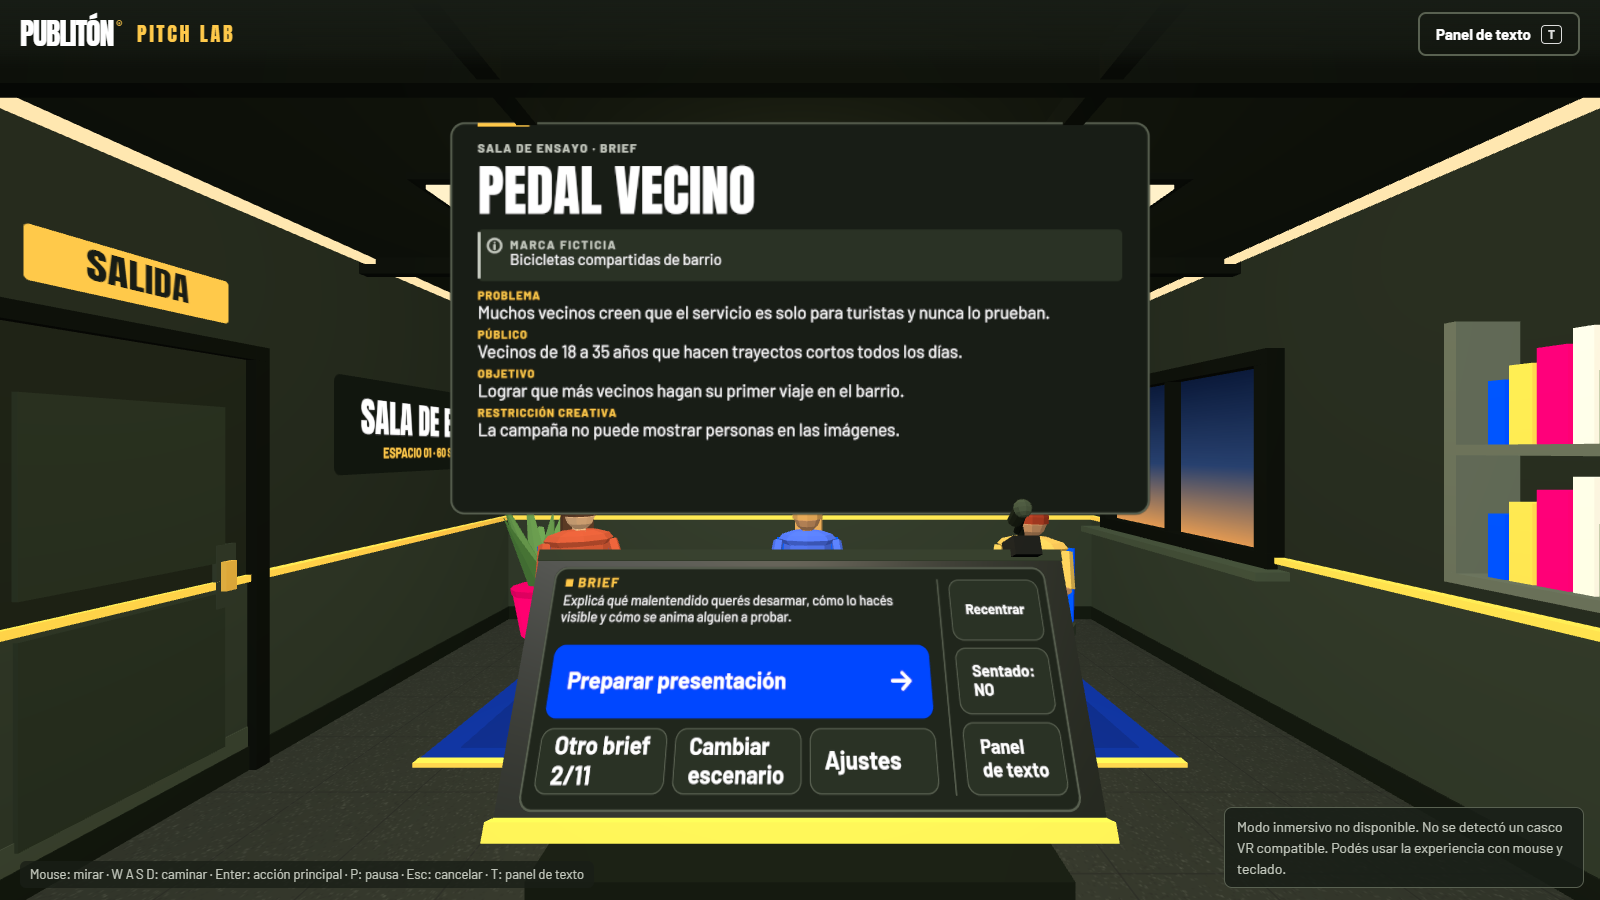 PUBLITÓN PITCH LAB
Panel de texto T
SALIDA
SALA DE E
ESPACIO 01 · 60 S
SALA DE ENSAYO · BRIEF
PEDAL VECINO
MARCA FICTICIA
Bicicletas compartidas de barrio
PROBLEMA
Muchos vecinos creen que el servicio es solo para turistas y nunca lo prueban.
PÚBLICO
Vecinos de 18 a 35 años que hacen trayectos cortos todos los días.
OBJETIVO
Lograr que más vecinos hagan su primer viaje en el barrio.
RESTRICCIÓN CREATIVA
La campaña no puede mostrar personas en las imágenes.
BRIEF
Explicá qué malentendido querés desarmar, cómo lo hacés
visible y cómo se anima alguien a probar.
Preparar presentación
Otro brief
2/11
Cambiar
escenario
Ajustes
Recentrar
Sentado:
NO
Panel
de texto
Modo inmersivo no disponible. No se detectó un casco
VR compatible. Podés usar la experiencia con mouse y
teclado.
Mouse: mirar · W A S D: caminar · Enter: acción principal · P: pausa · Esc: cancelar · T: panel de texto